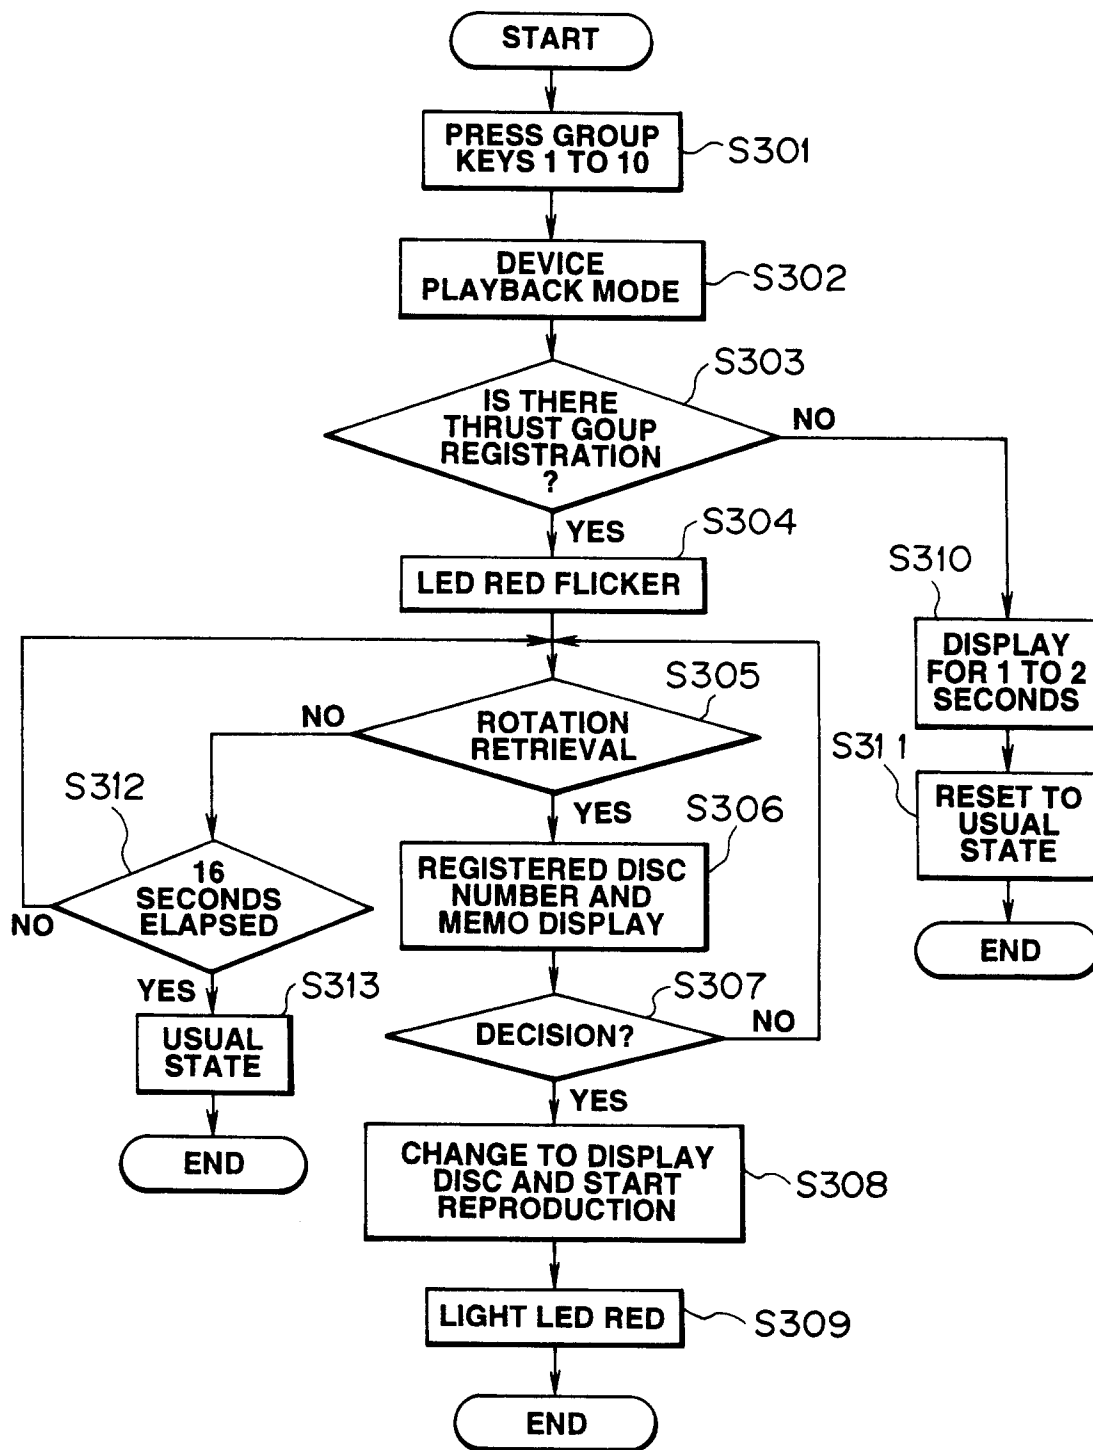 START
PRESS GROUP
KEYS 1 TO 10
S301
DEVICE
PLAYBACK MODE
S302
S303
IS THERE
THRUST GOUP
REGISTRATION
?
NO
YES
S304
LED RED FLICKER
S310
DISPLAY
FOR 1 TO 2
SECONDS
S305
NO
ROTATION
RETRIEVAL
S311
RESET TO
USUAL
STATE
END
S312
16
SECONDS
ELAPSED
NO
YES
S306
REGISTERED DISC
NUMBER AND
MEMO DISPLAY
YES
S313
USUAL
STATE
END
S307
DECISION?
NO
YES
CHANGE TO DISPLAY
DISC AND START
REPRODUCTION
S308
LIGHT LED RED
S309
END